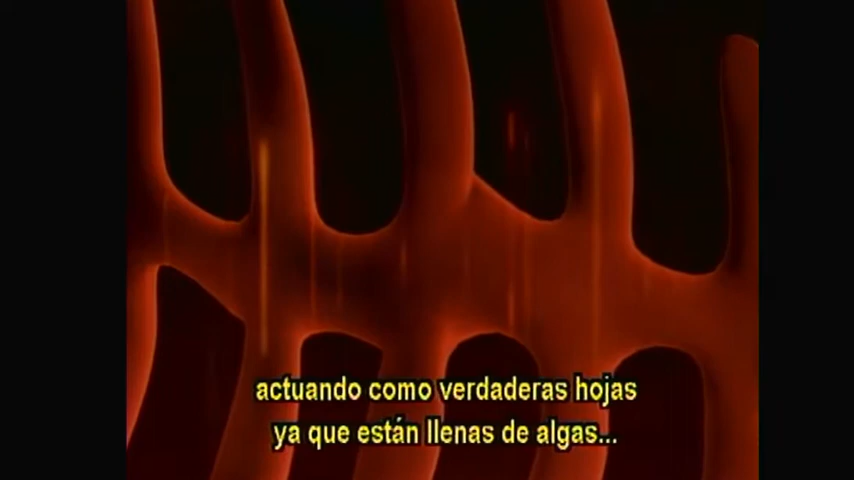 actuando como verdaderas hojas
ya que están llenas de algas...